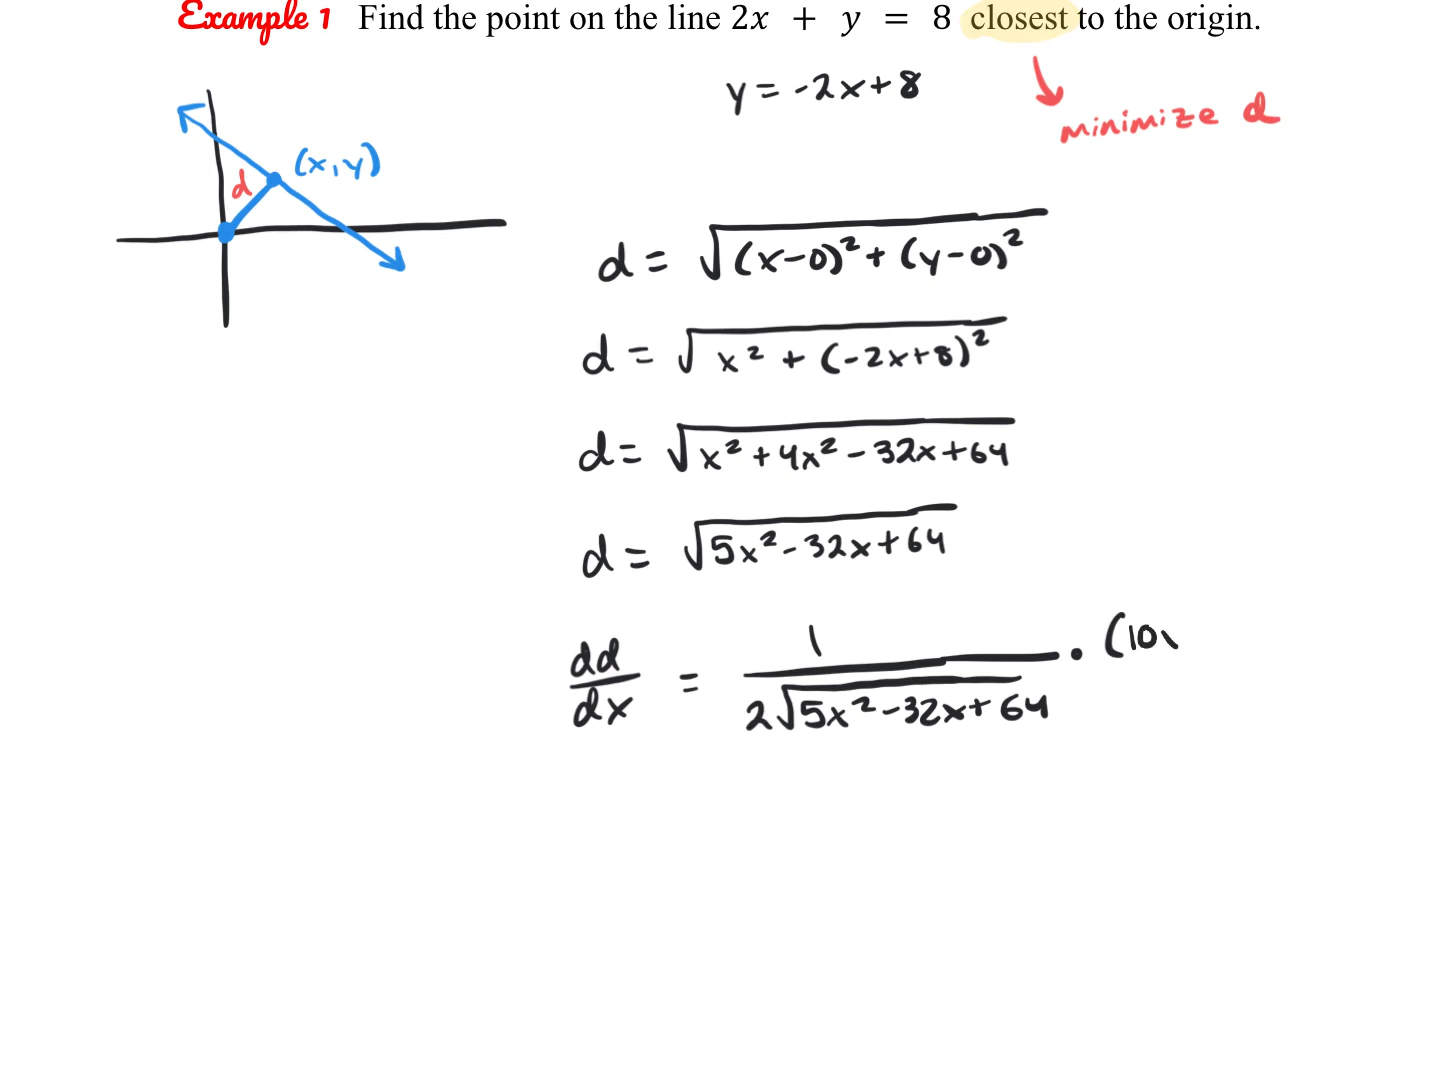 Example 1 Find the point on the line 2x + y = 8 closest to the origin.
y = -2x+8
minimize d
(x,y)
d
d = √((x-0)² + (y-0)²)
d = √(x² + (-2x+8)²)
d = √(x² + 4x² - 32x + 64)
d = √(5x² - 32x + 64)
dd/dx = 1/(2√(5x² - 32x + 64)) · (10